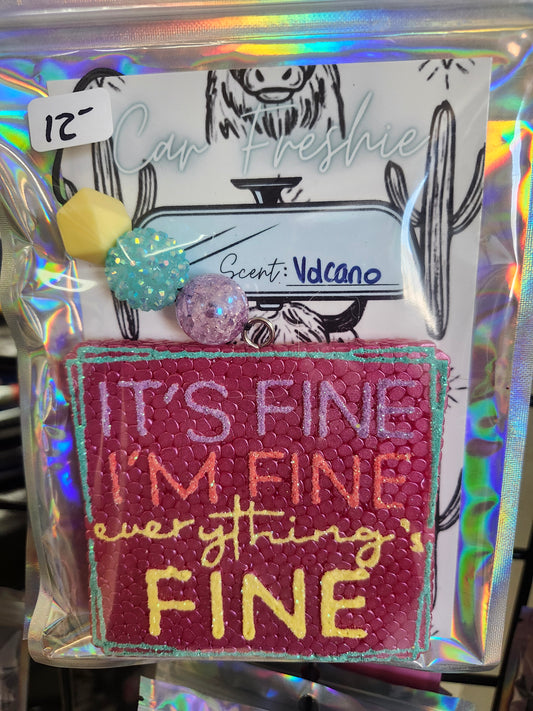 12-
Car Freshie
Scent: Volcano
IT'S FINE
I'M FINE
everything's
FINE